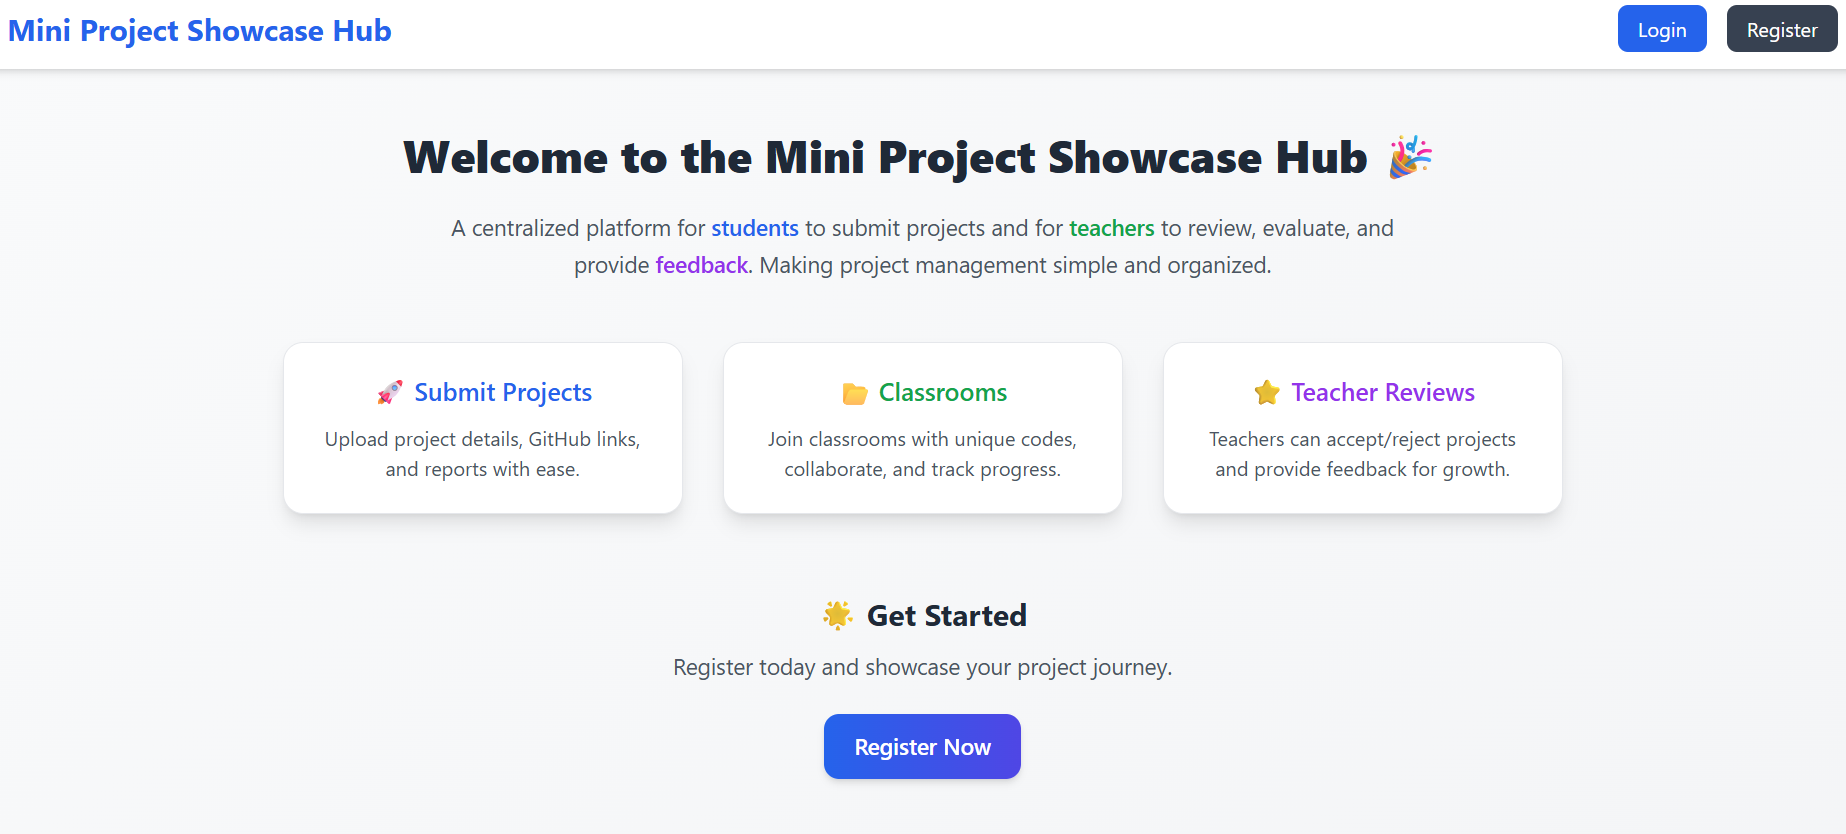 Mini Project Showcase Hub
Login
Register
Welcome to the Mini Project Showcase Hub 🎉
A centralized platform for students to submit projects and for teachers to review, evaluate, and
provide feedback. Making project management simple and organized.
🚀 Submit Projects
Upload project details, GitHub links,
and reports with ease.
📂 Classrooms
Join classrooms with unique codes,
collaborate, and track progress.
⭐ Teacher Reviews
Teachers can accept/reject projects
and provide feedback for growth.
🌟 Get Started
Register today and showcase your project journey.
Register Now